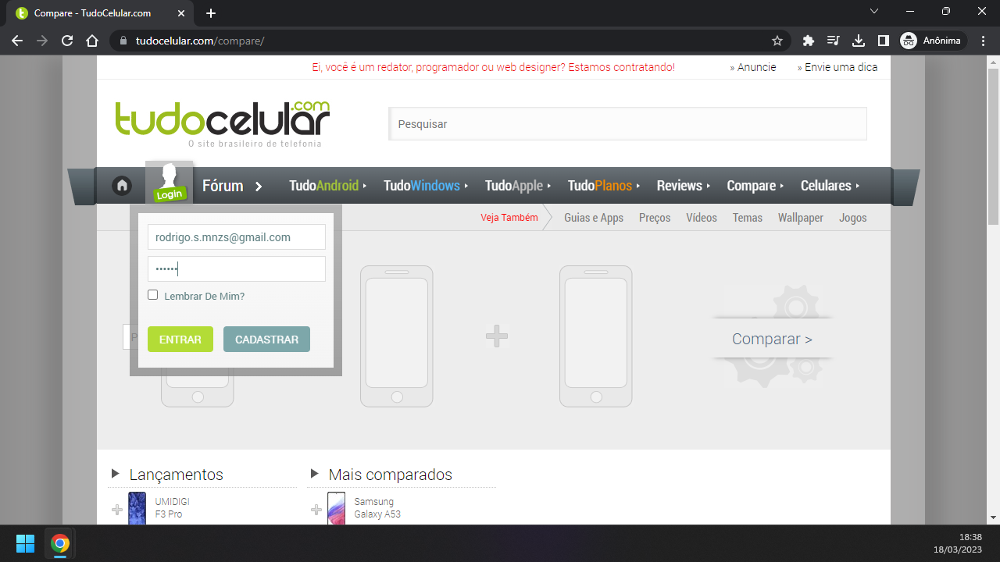 Compare - TudoCelular.com
tudocelular.com/compare/
Anônima
Ei, você é um redator, programador ou web designer? Estamos contratando!
» Anuncie
» Envie uma dica
tudocelular.com
O site brasileiro de telefonia
Pesquisar
Login
Fórum
TudoAndroid
TudoWindows
TudoApple
TudoPlanos
Reviews
Compare
Celulares
Veja Também
Guias e Apps
Preços
Vídeos
Temas
Wallpaper
Jogos
rodrigo.s.mnzs@gmail.com
••••••
Lembrar De Mim?
ENTRAR
CADASTRAR
P
Comparar >
Lançamentos
Mais comparados
UMIDIGI
F3 Pro
Samsung
Galaxy A53
18:38
18/03/2023